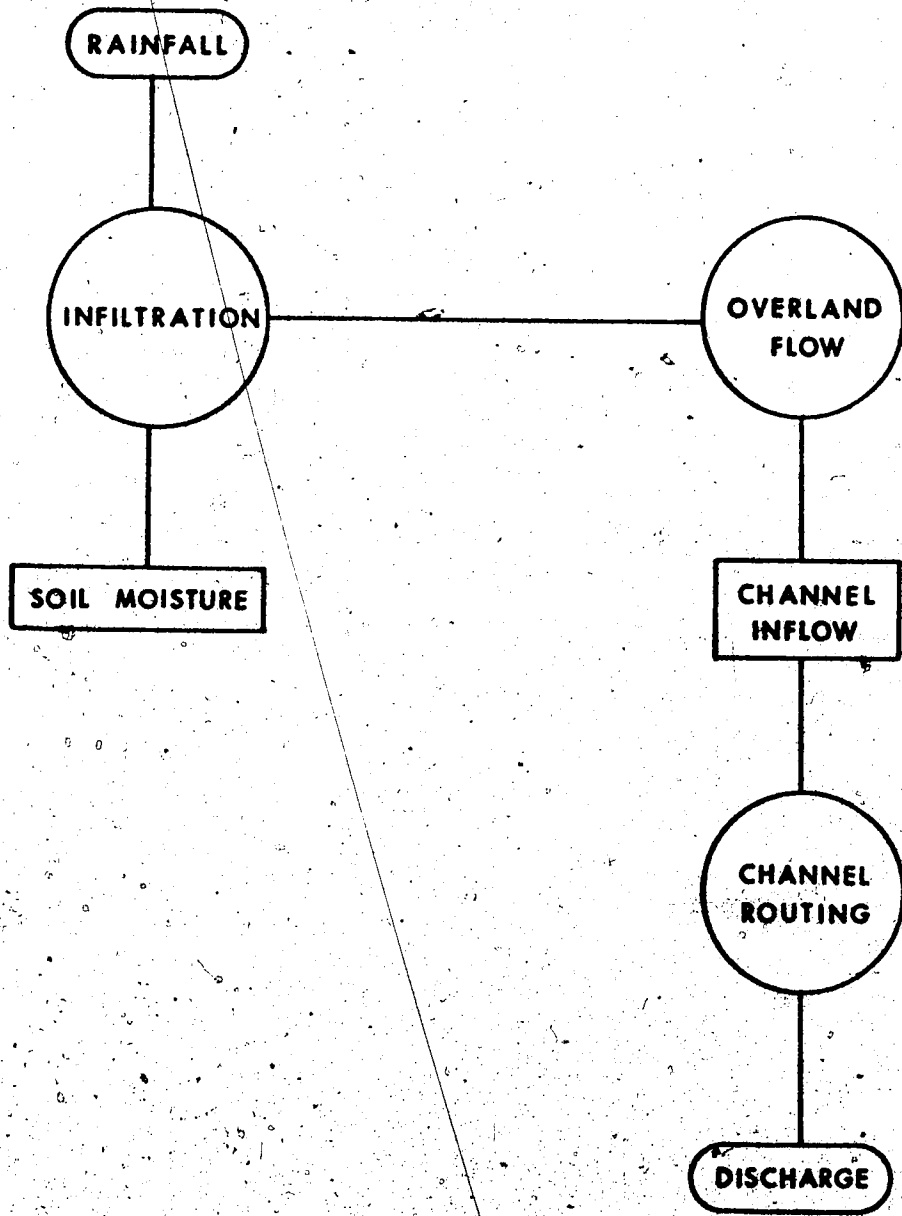 RAINFALL
INFILTRATION
OVERLAND
FLOW
SOIL MOISTURE
CHANNEL
INFLOW
CHANNEL
ROUTING
DISCHARGE